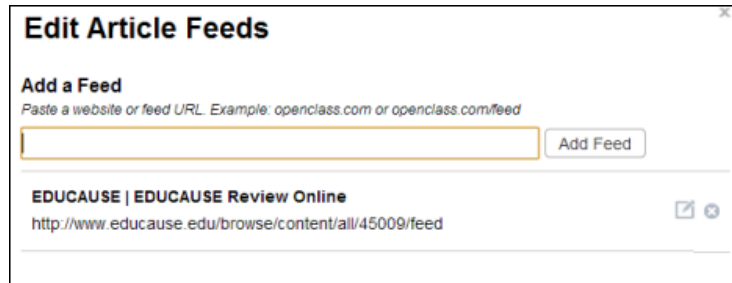 Edit Article Feeds
Add a Feed
Paste a website or feed URL. Example: openclass.com or openclass.com/feed
Add Feed
EDUCAUSE | EDUCAUSE Review Online
http://www.educause.edu/browse/content/all/45009/feed